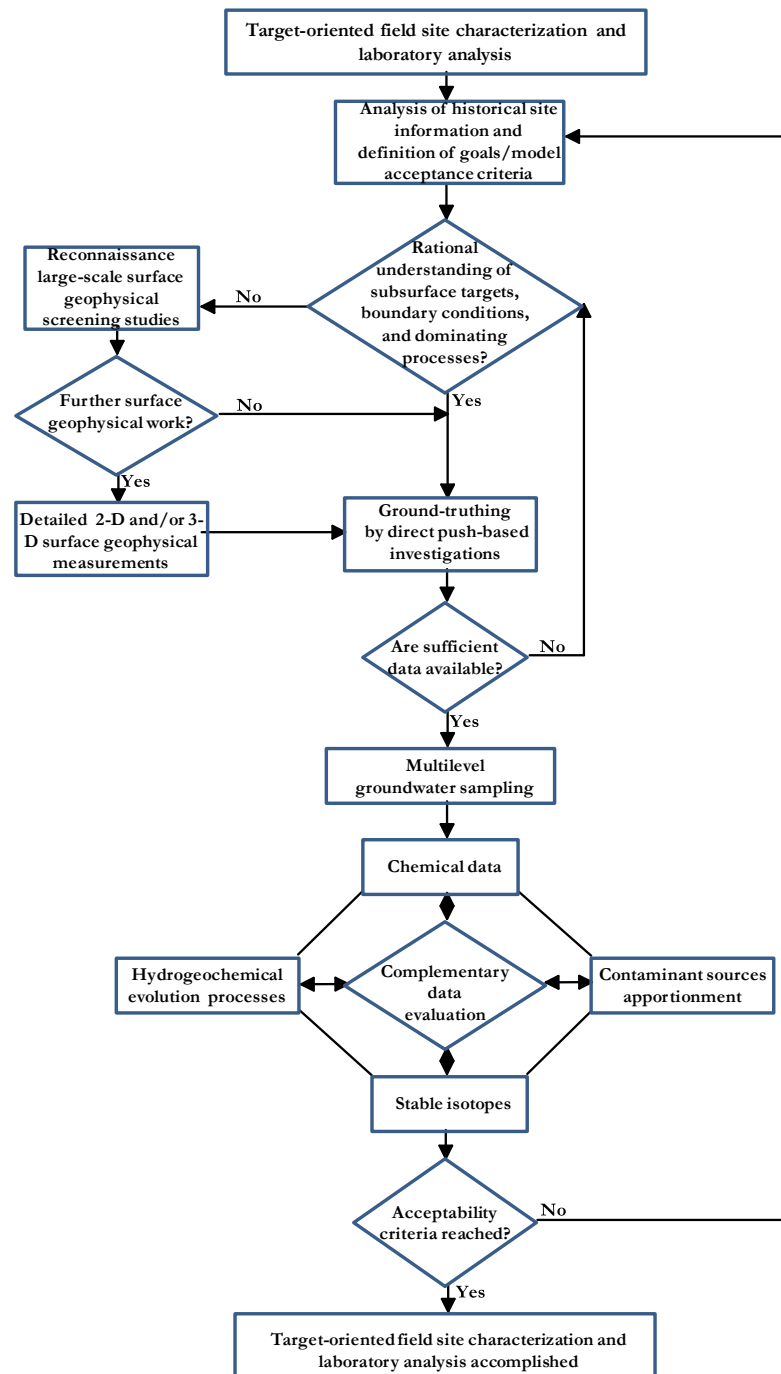 Target-oriented field site characterization and
laboratory analysis
Analysis of historical site
information and
definition of goals/model
acceptance criteria
Rational
understanding of
subsurface targets,
boundary conditions,
and dominating
processes?
Reconnaissance
large-scale surface
geophysical
screening studies
No
Yes
Further surface
geophysical work?
No
Yes
Detailed 2-D and/or 3-
D surface geophysical
measurements
Ground-truthing
by direct push-based
investigations
Are sufficient
data available?
No
Yes
Multilevel
groundwater sampling
Chemical data
Hydrogeochemical
evolution processes
Complementary
data
evaluation
Contaminant sources
apportionment
Stable isotopes
Acceptability
criteria reached?
No
Yes
Target-oriented field site characterization and
laboratory analysis accomplished